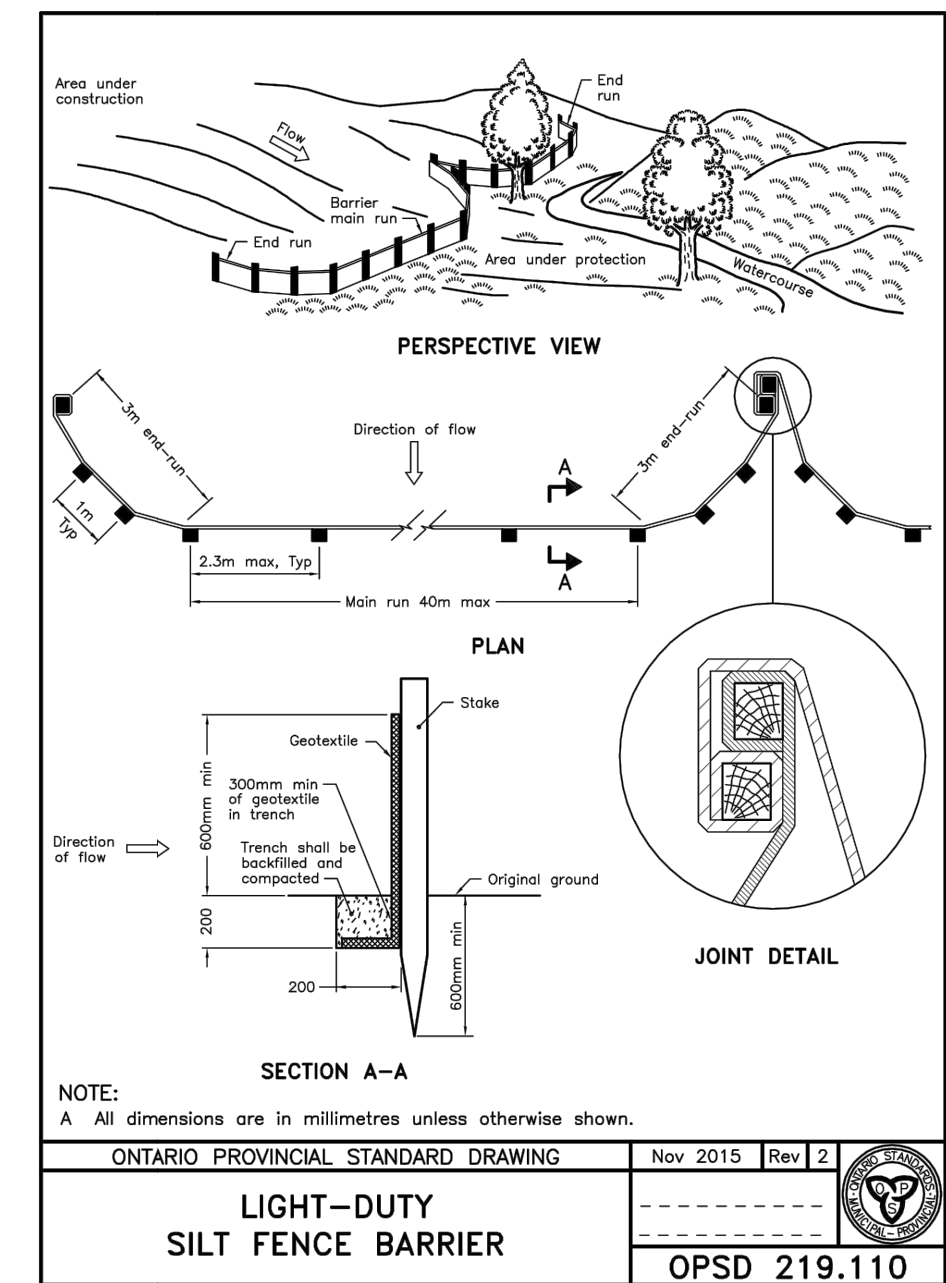 Area under
construction
Flow
End
run
Barrier
main run
End run
Area under protection
Watercourse
PERSPECTIVE VIEW
3m end-run
1m
Typ
Direction of flow
3m end-run
A
A
2.3m max, Typ
Main run 40m max
PLAN
Stake
Geotextile
600mm min
300mm min
of geotextile
in trench
Direction
of flow
Trench shall be
backfilled and
compacted
Original ground
200
200
600mm min
JOINT DETAIL
SECTION A-A
NOTE:
A All dimensions are in millimetres unless otherwise shown.
ONTARIO PROVINCIAL STANDARD DRAWING
Nov 2015 Rev 2
LIGHT-DUTY
SILT FENCE BARRIER
ONTARIO STANDARDS
MUNICIPAL - PROVINCIAL
OPS
OPSD 219.110